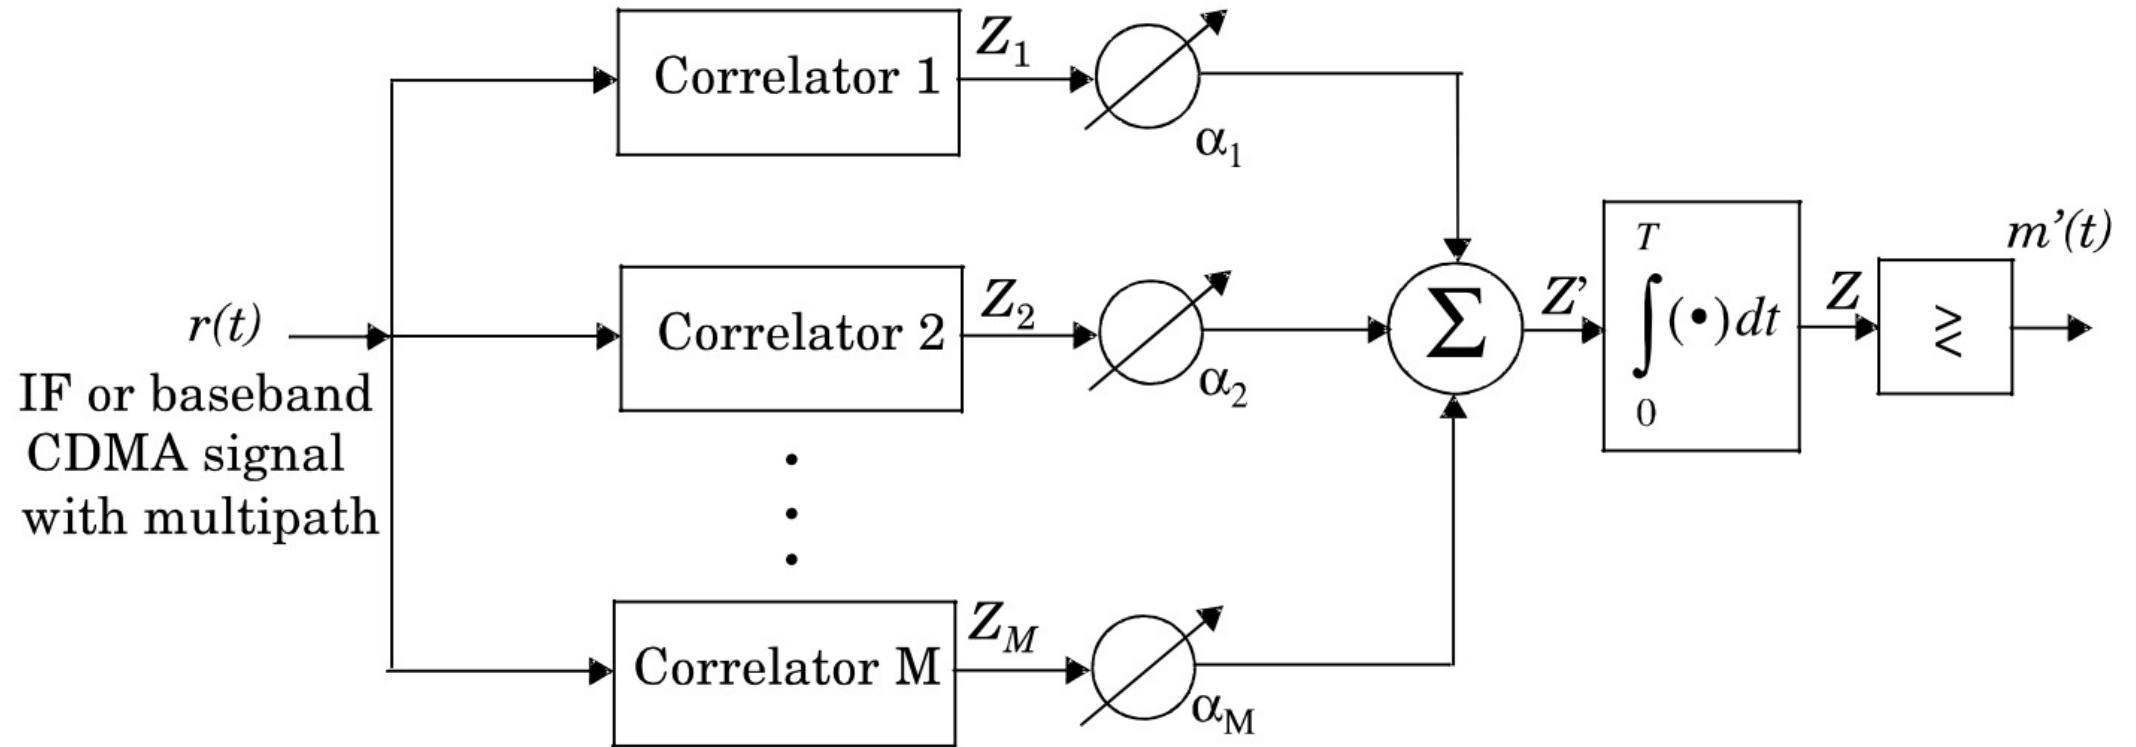 Correlator 1
Z1
α1
r(t)
IF or baseband
CDMA signal
with multipath
Correlator 2
Z2
α2
Σ
Z’
T
∫(•)dt
0
Z
≷
m’(t)
Correlator M
ZM
αM